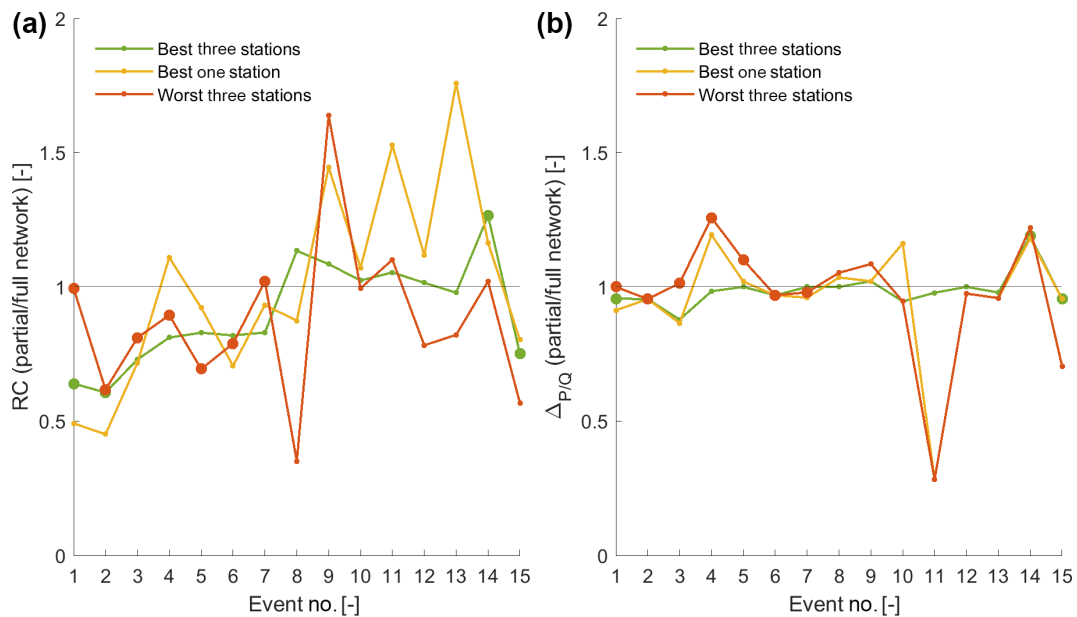 (a)
2
1.5
1
0.5
0
RC (partial/full network) [-]
Best three stations
Best one station
Worst three stations
1 2 3 4 5 6 7 8 9 10 11 12 13 14 15
Event no. [-]
(b)
2
1.5
1
0.5
0
Δ_P/Q (partial/full network) [-]
Best three stations
Best one station
Worst three stations
1 2 3 4 5 6 7 8 9 10 11 12 13 14 15
Event no. [-]